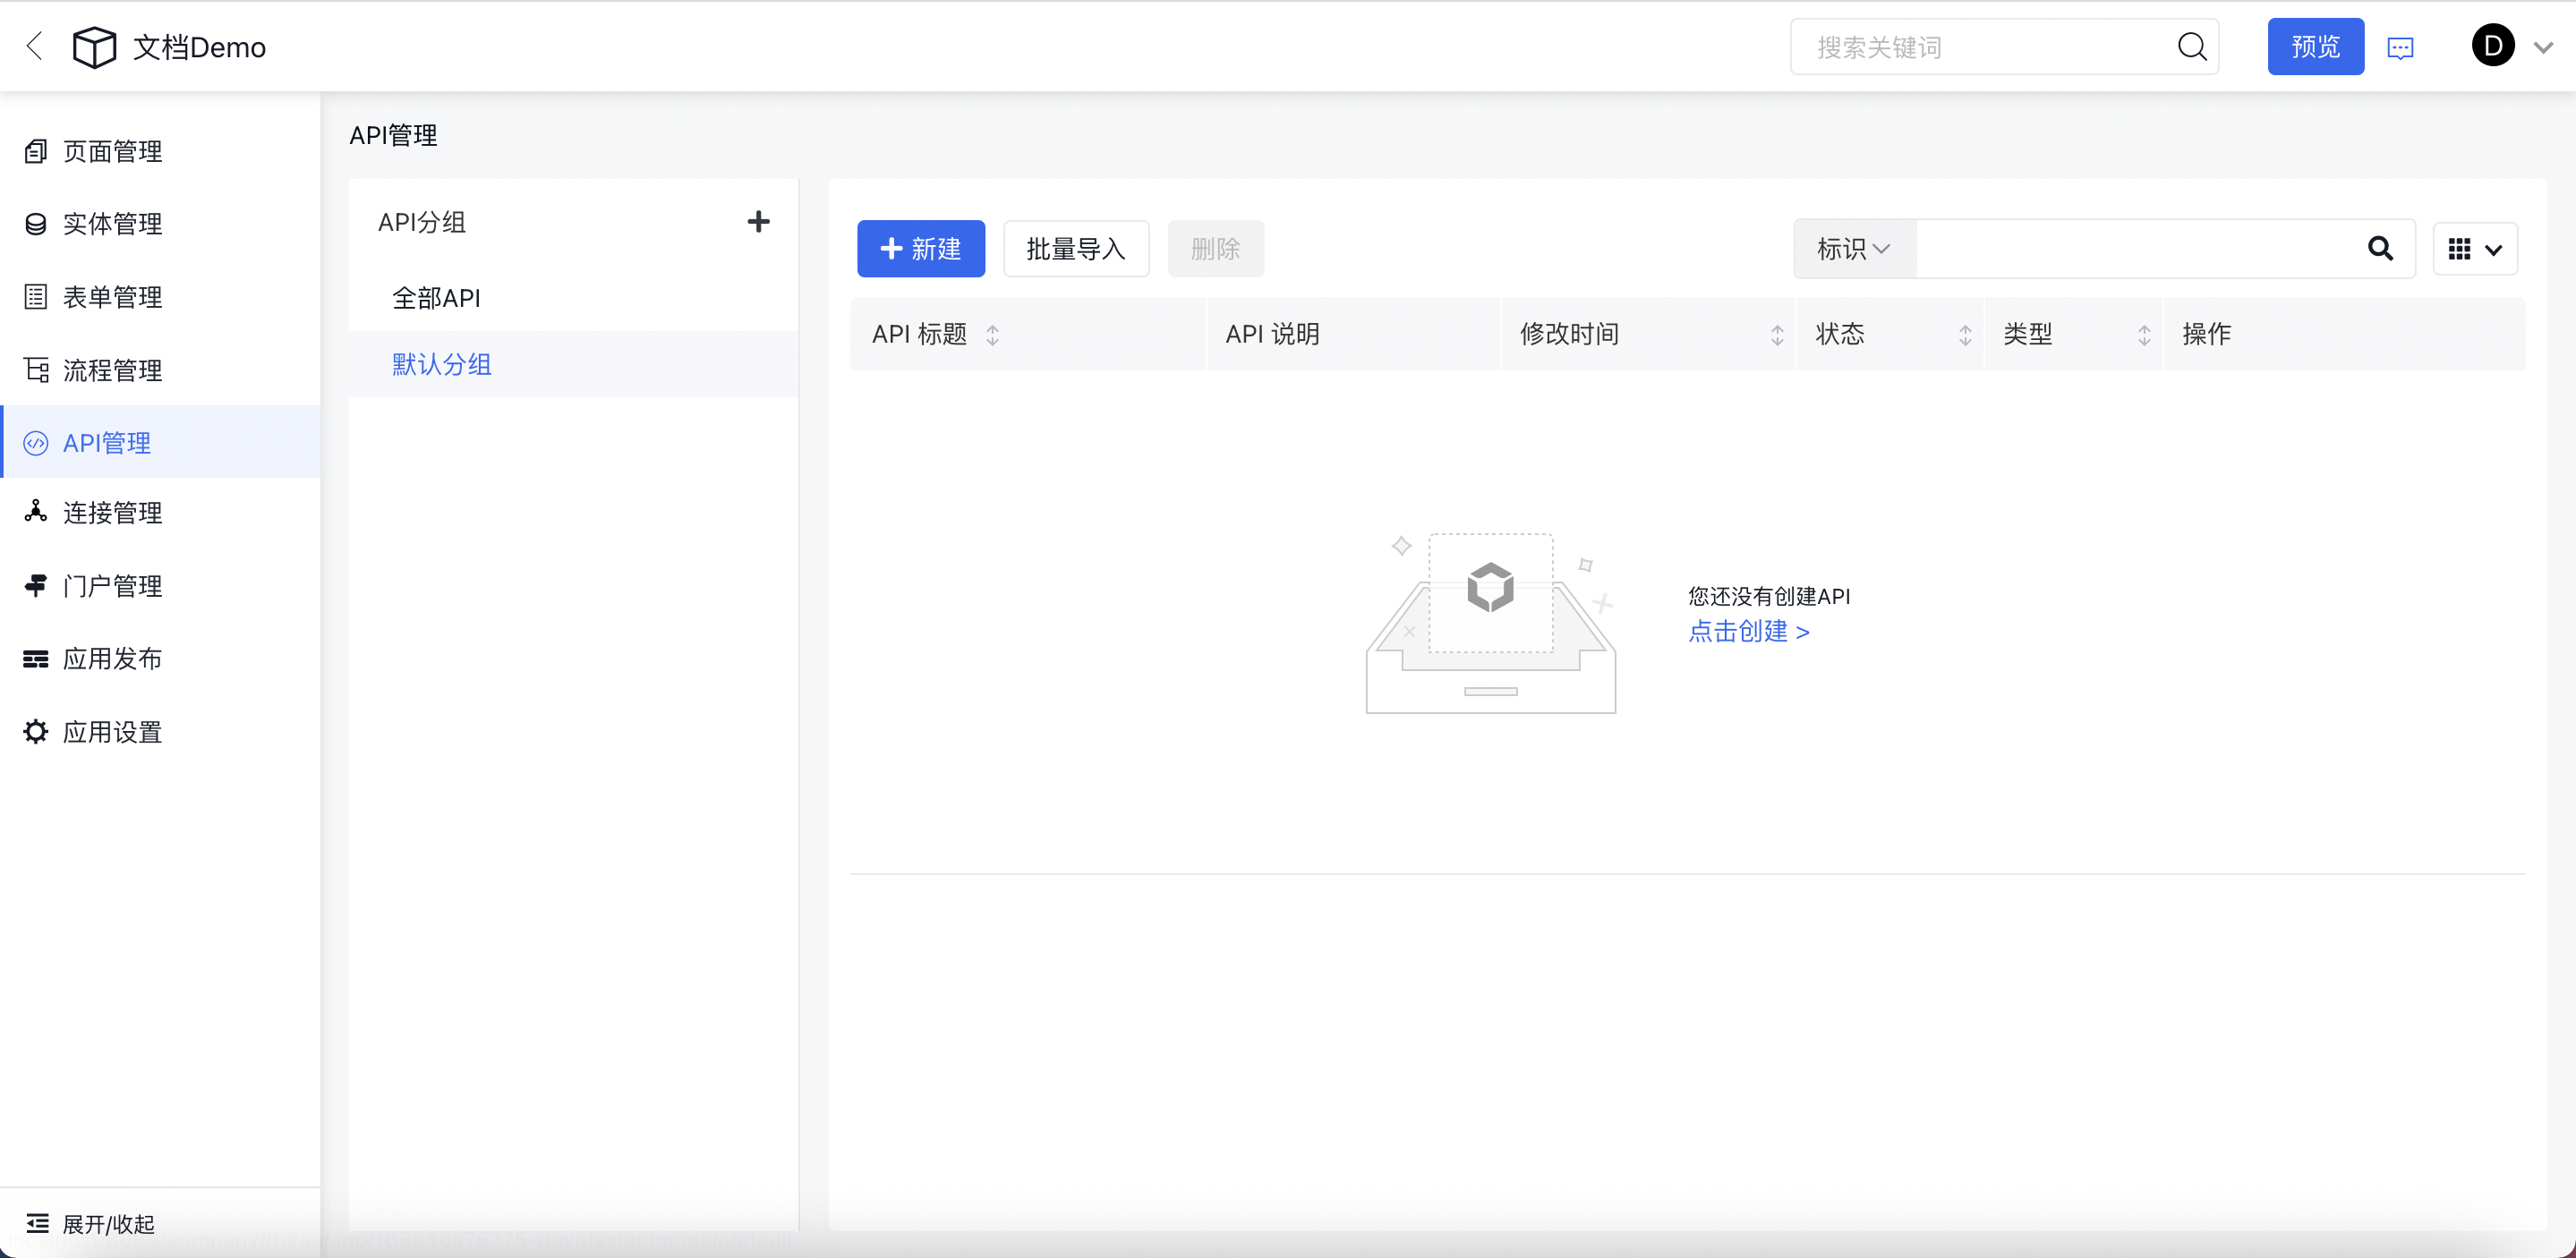 文档Demo
搜索关键词
预览
D
页面管理
实体管理
表单管理
流程管理
API管理
连接管理
门户管理
应用发布
应用设置
展开/收起
API管理
API分组
全部API
默认分组
新建
批量导入
删除
标识
API 标题
API 说明
修改时间
状态
类型
操作
您还没有创建API
点击创建 >